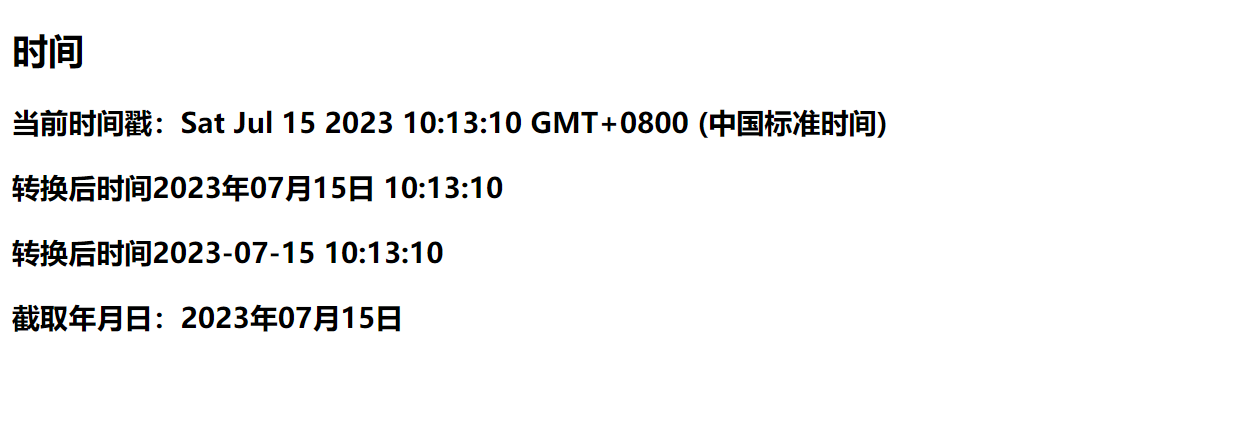 时间
当前时间戳：Sat Jul 15 2023 10:13:10 GMT+0800 (中国标准时间)
转换后时间2023年07月15日 10:13:10
转换后时间2023-07-15 10:13:10
截取年月日：2023年07月15日